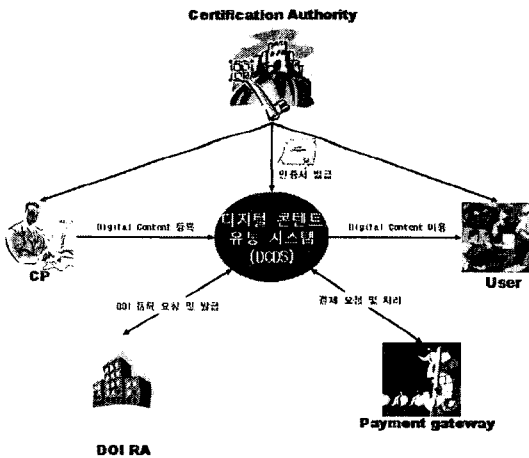 Certification Authority
인증서 발급
Digital Content 등록
디지털 콘텐트
유통 시스템
(DCDS)
Digital Content 이용
CP
User
DOI 등록 요청 및 발급
결제 요청 및 처리
DOI RA
Payment gateway